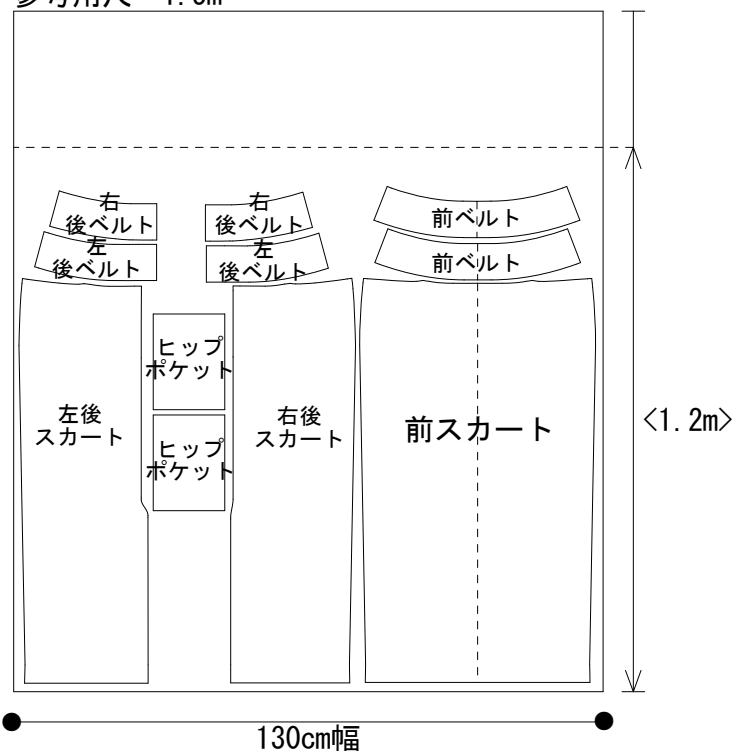 右
後ベルト
右
後ベルト
前ベルト
左
後ベルト
左
後ベルト
前ベルト
ヒップ
ポケット
左後
スカート
右後
スカート
前スカート
<1.2m>
ヒップ
ポケット
130cm幅